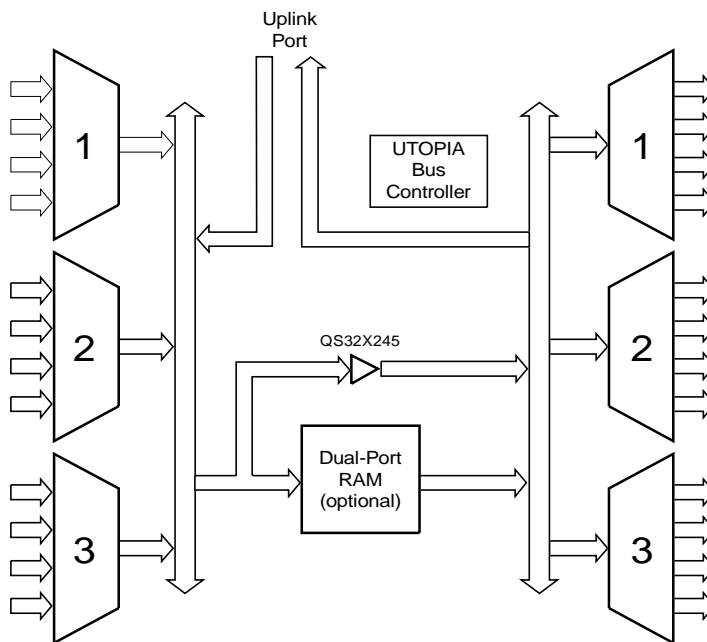 Uplink
Port
1
UTOPIA
Bus
Controller
1
2
QS32X245
2
3
Dual-Port
RAM
(optional)
3